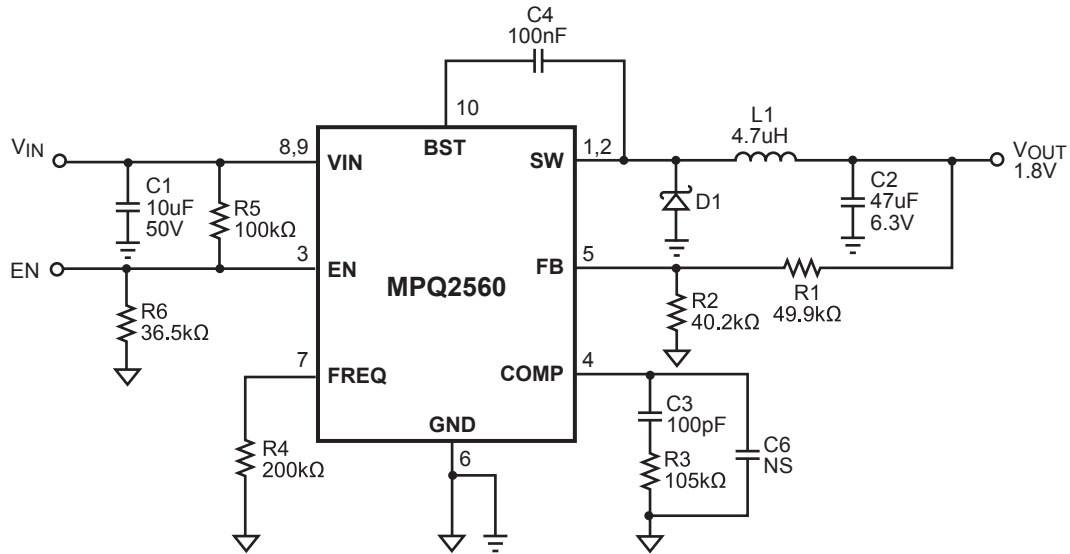 C4
100nF
10
BST
VIN
8,9
VIN
SW
1,2
L1
4.7uH
VOUT
1.8V
C1
10uF
50V
R5
100kΩ
D1
C2
47uF
6.3V
EN
3
EN
MPQ2560
FB
5
R1
49.9kΩ
R6
36.5kΩ
R2
40.2kΩ
7
FREQ
COMP
4
R4
200kΩ
GND
6
C3
100pF
R3
105kΩ
C6
NS